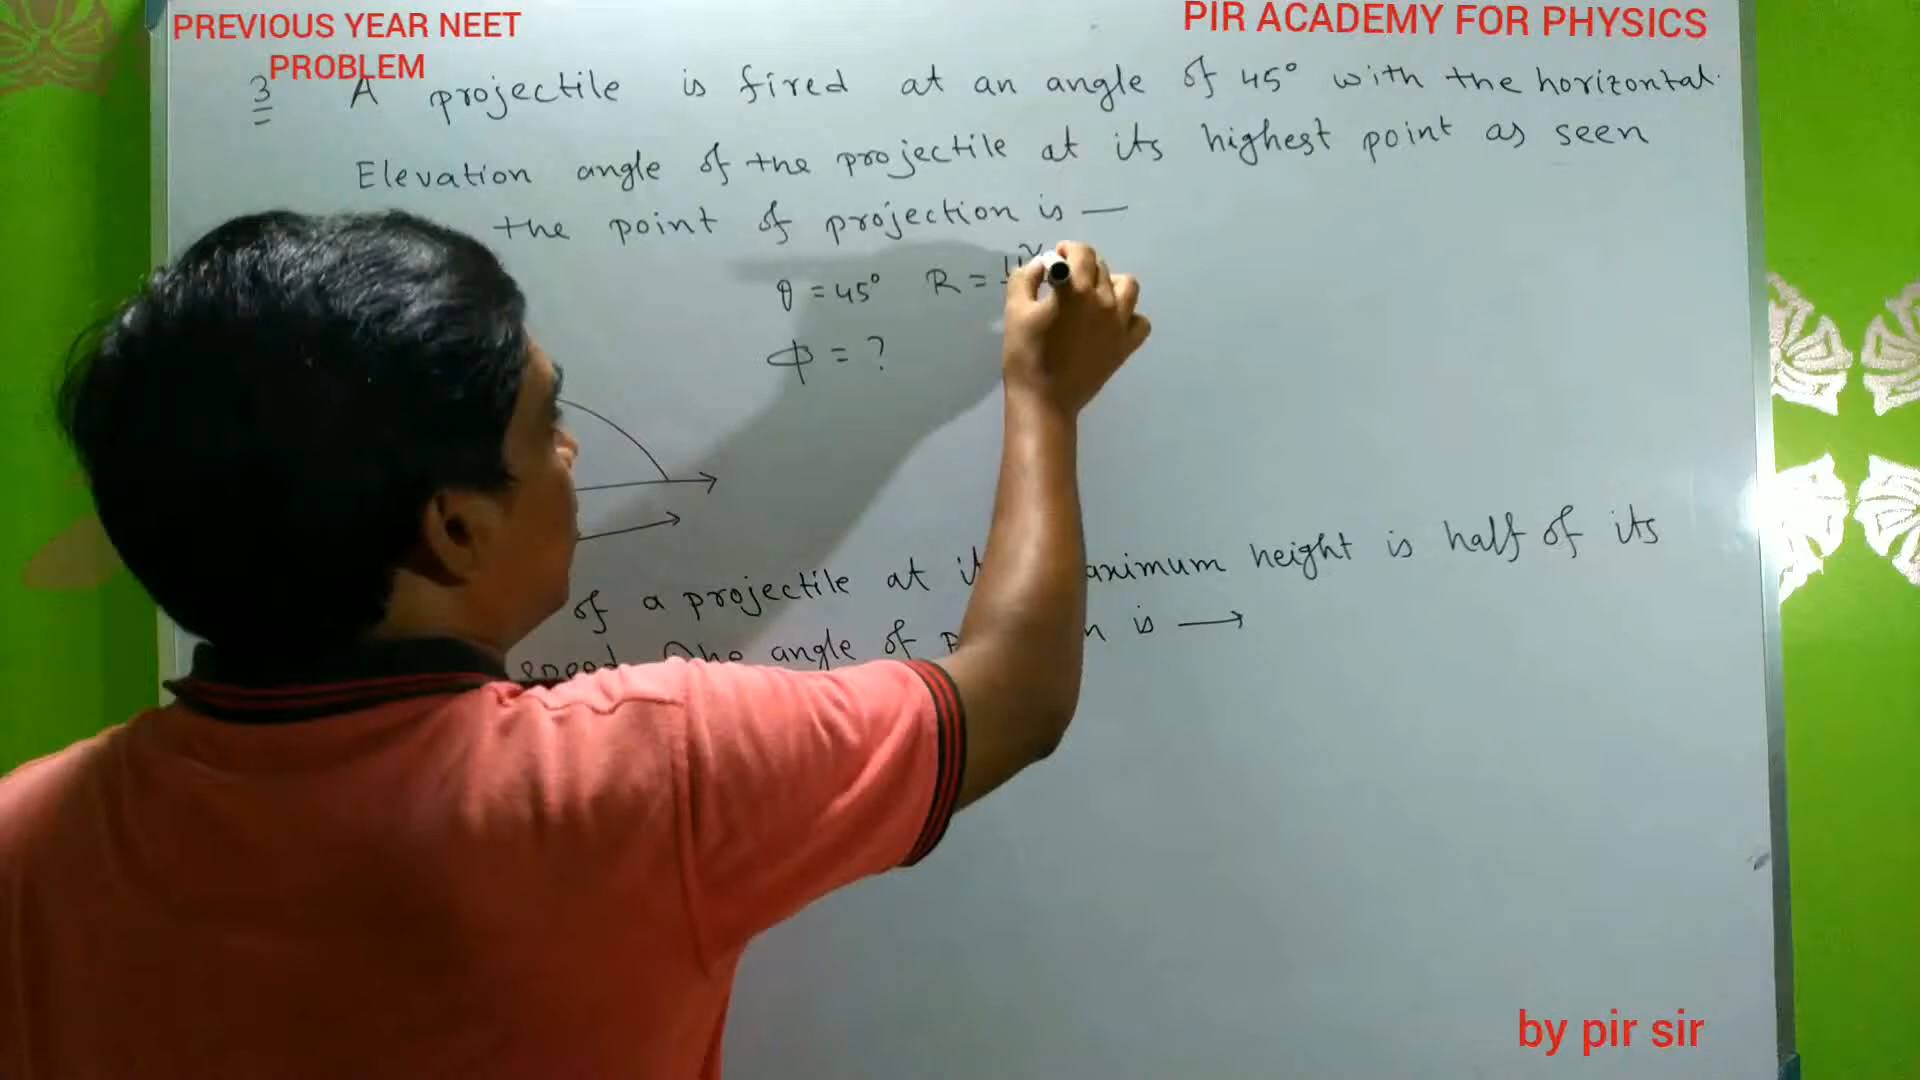 PREVIOUS YEAR NEET
PROBLEM
PIR ACADEMY FOR PHYSICS
3 A projectile is fired at an angle of 45° with the horizontal.
Elevation angle of the projectile at its highest point as seen
the point of projection is —
θ = 45° R =
φ = ?
of a projectile at height is half of its
angle of is →
by pir sir